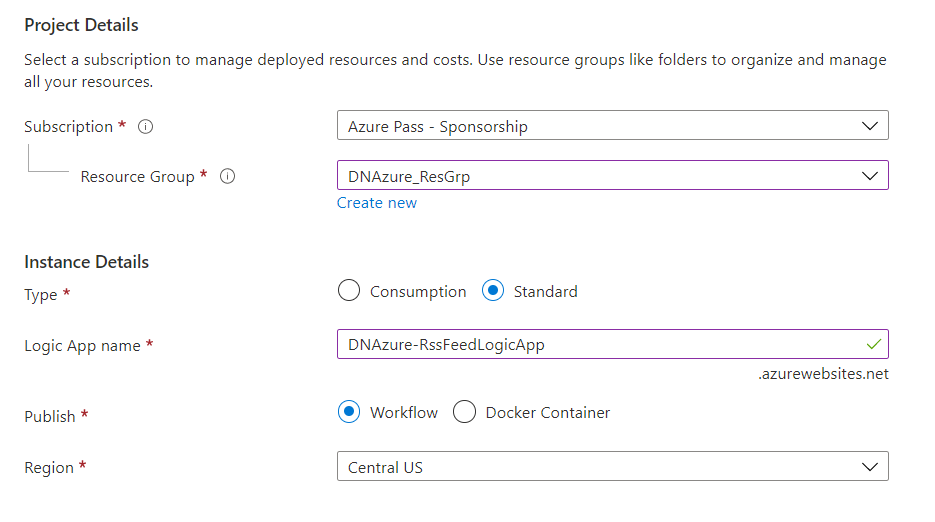 Project Details
Select a subscription to manage deployed resources and costs. Use resource groups like folders to organize and manage
all your resources.
Subscription * Azure Pass - Sponsorship
Resource Group * DNAzure_ResGrp
Create new
Instance Details
Type * Consumption Standard
Logic App name * DNAzure-RssFeedLogicApp
.azurewebsites.net
Publish * Workflow Docker Container
Region * Central US